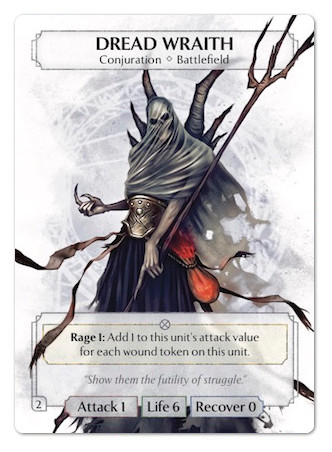 DREAD WRAITH
Conjuration ⋄ Battlefield
Rage 1: Add 1 to this unit's attack value
for each wound token on this unit.
"Show them the futility of struggle."
2
Attack 1 Life 6 Recover 0